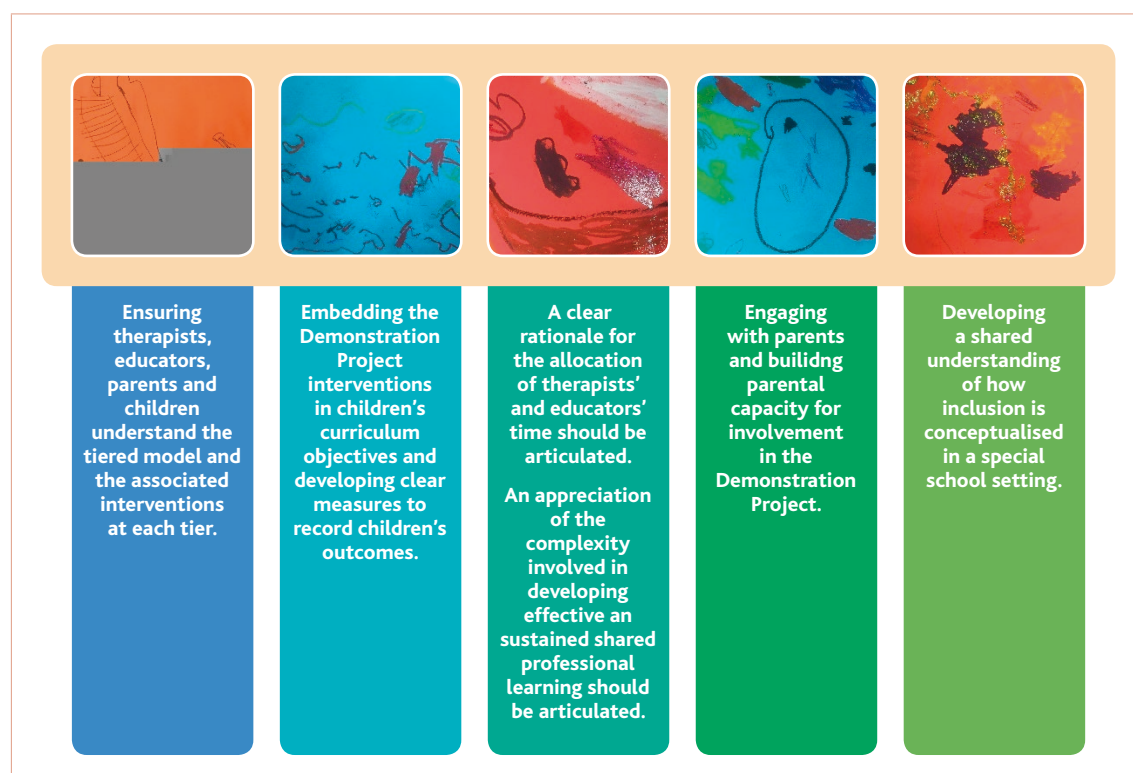 Ensuring
therapists,
educators,
parents and
children
understand the
tiered model and
the associated
interventions
at each tier.
Embedding the
Demonstration
Project
interventions
in children’s
curriculum
objectives and
developing clear
measures to
record children’s
outcomes.
A clear
rationale for
the allocation
of therapists’
and educators’
time should be
articulated.
An appreciation
of the
complexity
involved in
developing
effective an
sustained shared
professional
learning should
be articulated.
Engaging
with parents
and builidng
parental
capacity for
involvement
in the
Demonstration
Project.
Developing
a shared
understanding
of how
inclusion is
conceptualised
in a special
school setting.